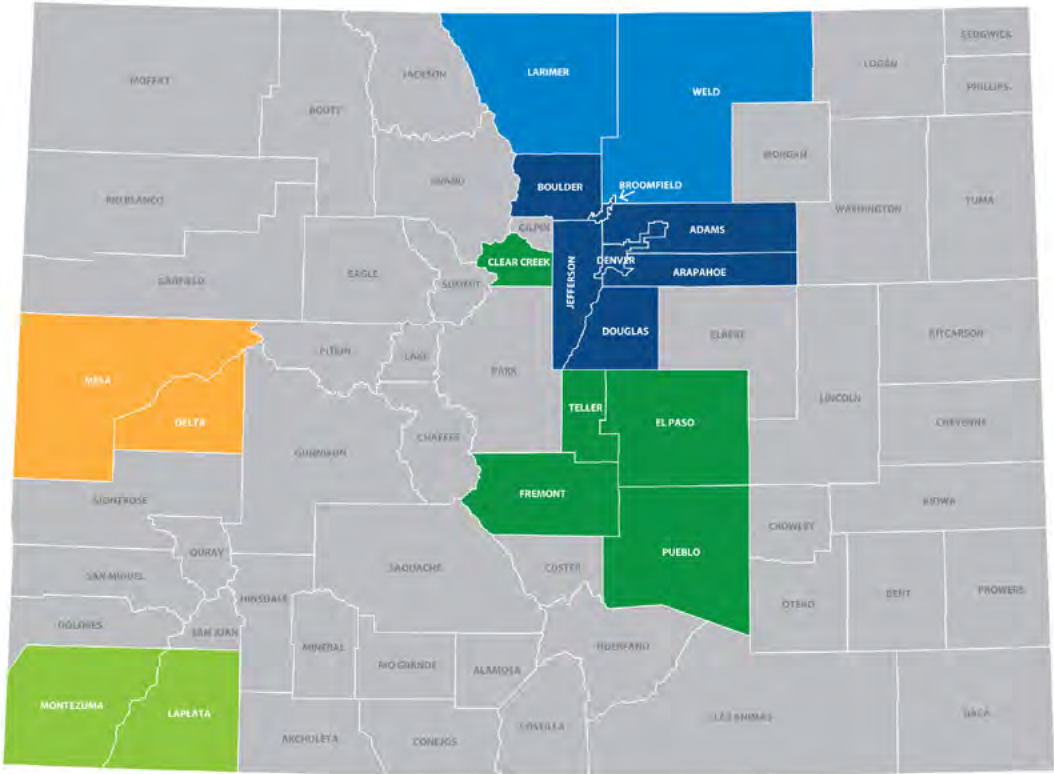 SEDGWICK
LOGAN
JACKSON
LARIMER
MOFFAT
PHILLIPS
WELD
ROUTT
MORGAN
GRAND
BOULDER
BROOMFIELD
RIO BLANCO
YUMA
WASHINGTON
GILPIN
ADAMS
CLEAR CREEK
DENVER
ARAPAHOE
EAGLE
JEFFERSON
GARFIELD
SUMMIT
DOUGLAS
ELBERT
KIT CARSON
PITKIN
LAKE
PARK
MESA
LINCOLN
TELLER
DELTA
EL PASO
CHEYENNE
CHAFFEE
GUNNISON
FREMONT
MONTROSE
KIOWA
CROWLEY
OURAY
PUEBLO
SAGUACHE
CUSTER
SAN MIGUEL
PROWERS
BENT
HINSDALE
OTERO
DOLORES
SAN JUAN
MINERAL
HUERFANO
RIO GRANDE
ALAMOSA
MONTEZUMA
LAPLATA
LAS ANIMAS
BACA
COSTILLA
ARCHULETA
CONEJOS